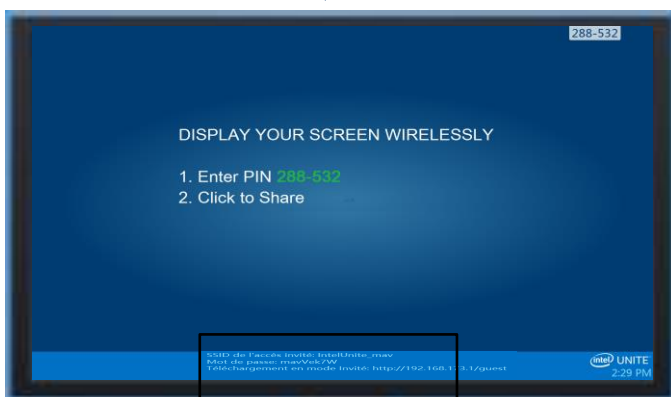 288-532
DISPLAY YOUR SCREEN WIRELESSLY
1. Enter PIN 288-532
2. Click to Share
SSID de l'accès Invité: IntelUnite_mav
Mot de passe: mavVek7W
Téléchargement en mode Invité: http://192.168.173.1/guest
intel UNITE
2:29 PM